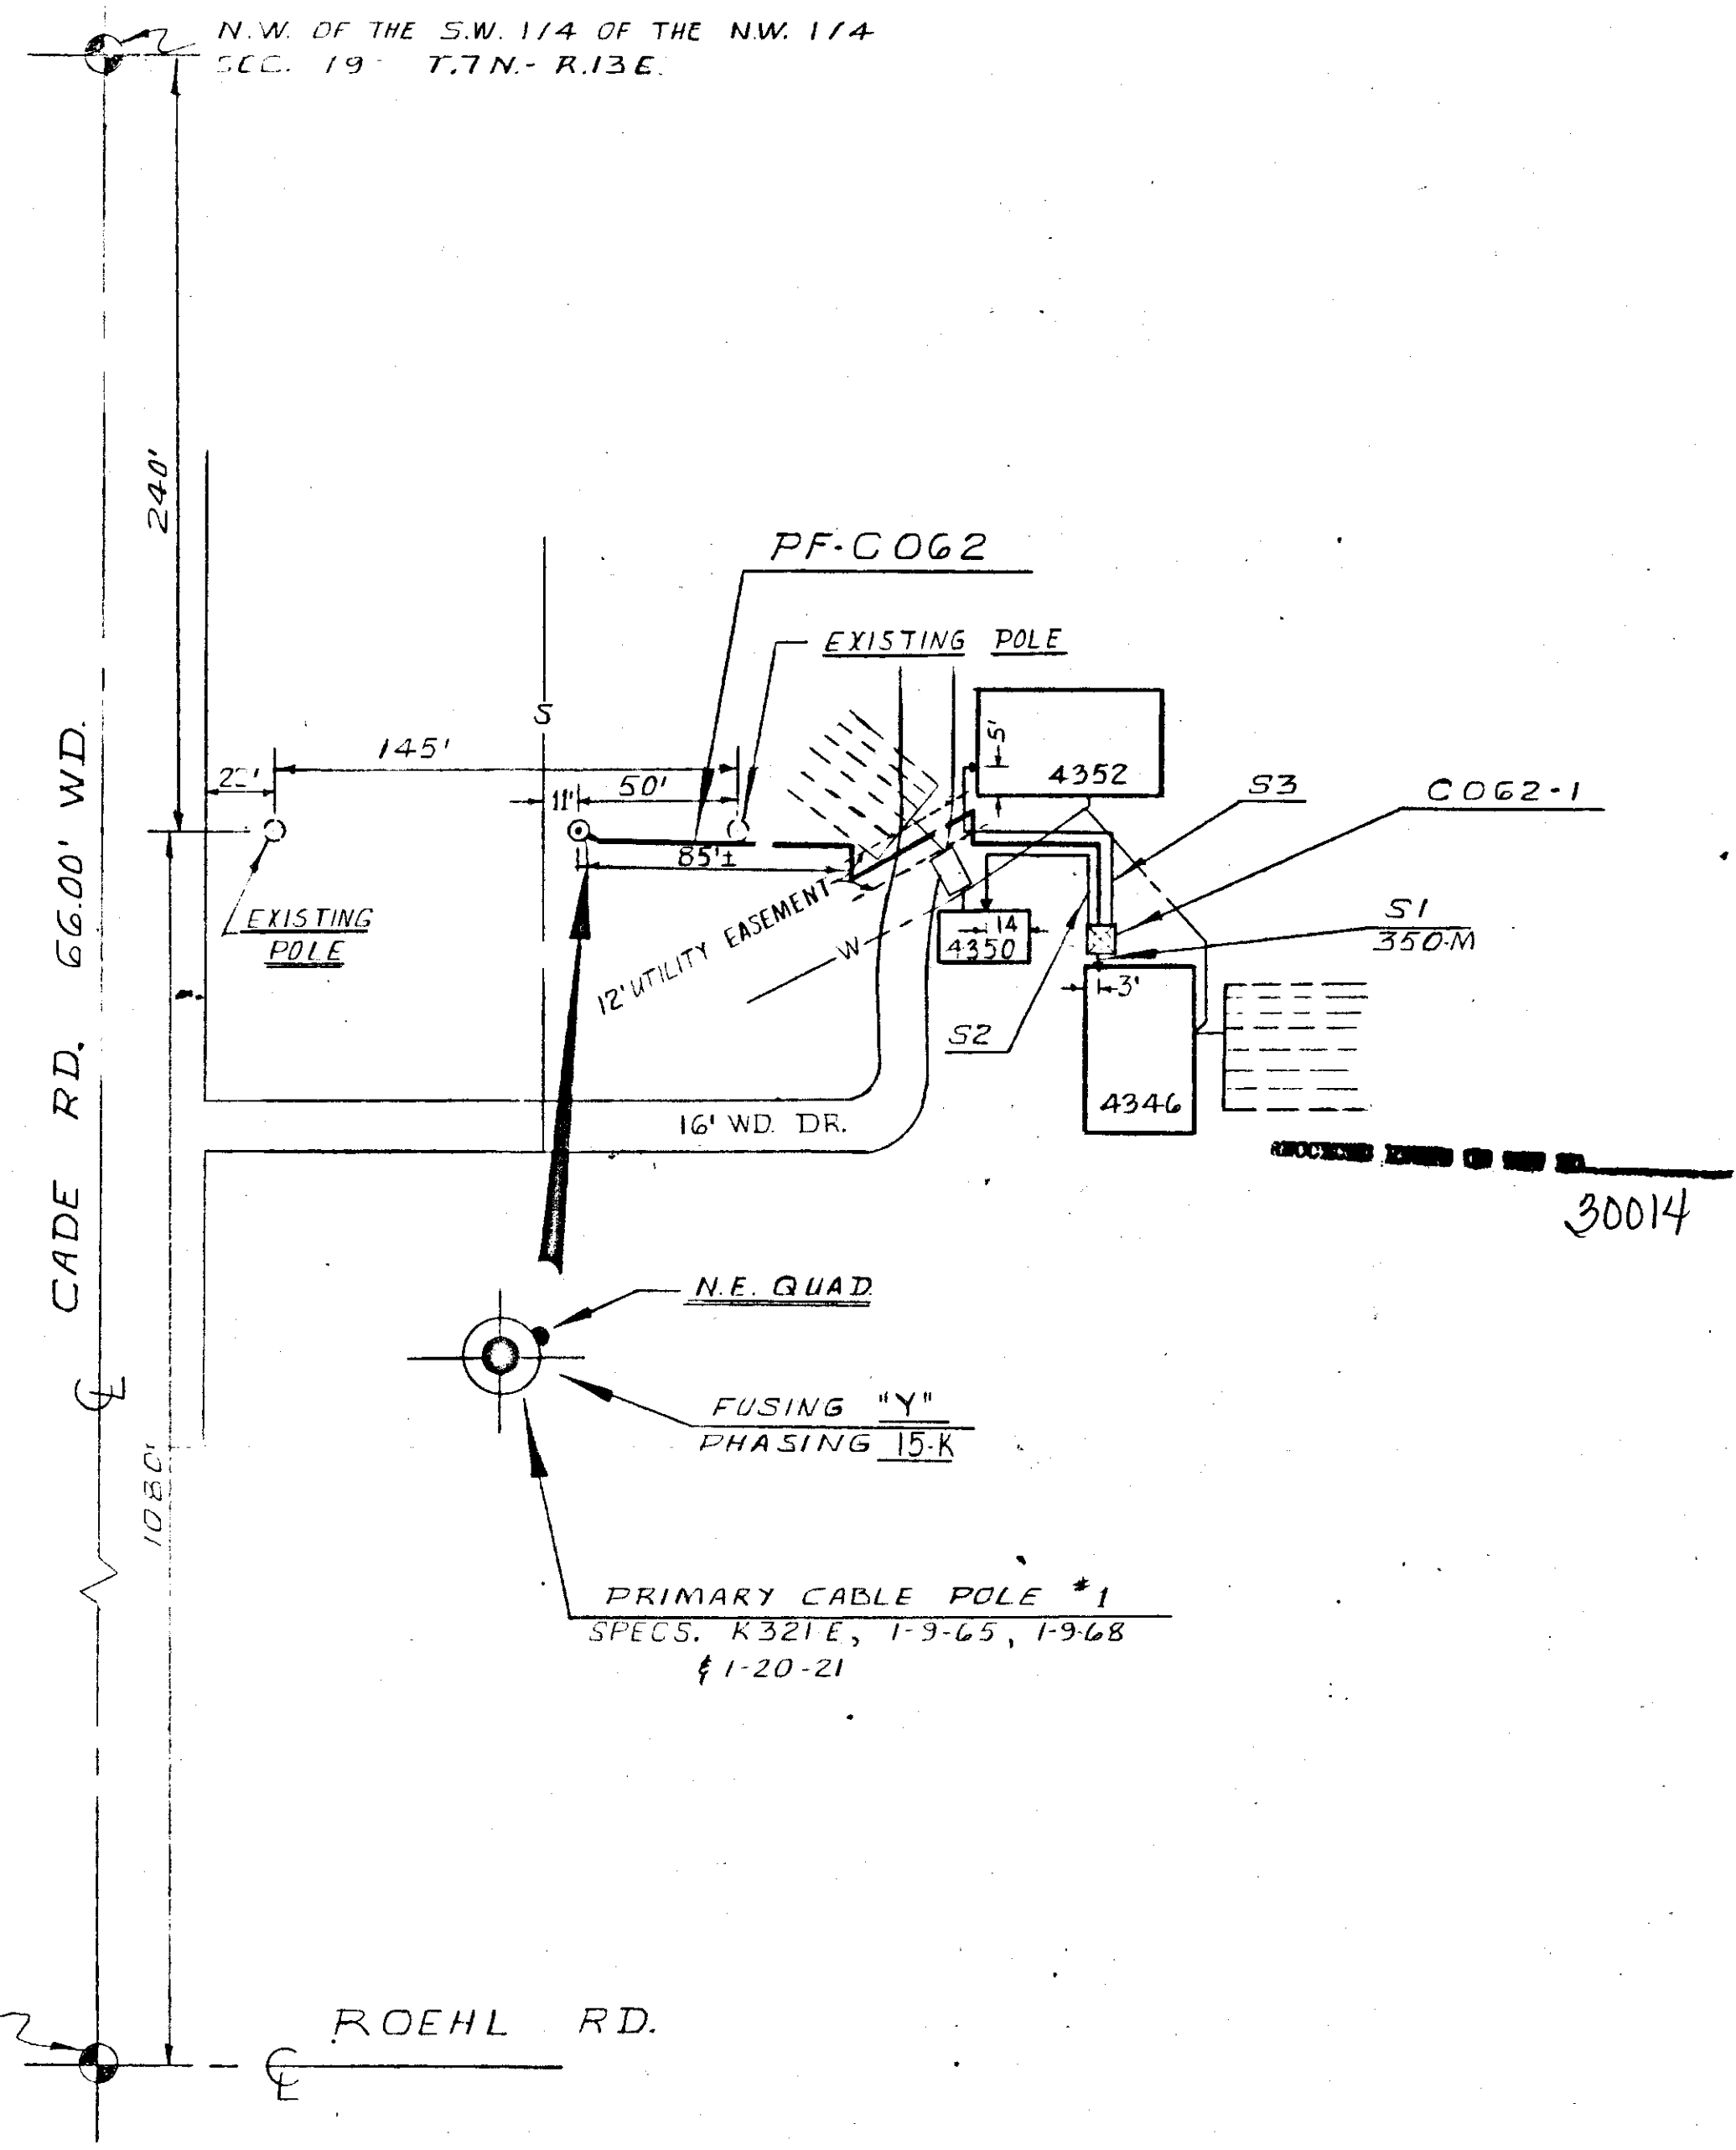 N.W. OF THE S.W. 1/4 OF THE N.W. 1/4
SEC. 19 - T.7N.- R.13E.
240'
PF-C062
EXISTING POLE
S
145'
22'
11'
50'
5'
4352
S3
C062-1
85'±
EXISTING
POLE
12' UTILITY EASEMENT
W
14
4350
S1
350-M
3'
S2
4346
16' WD. DR.
CADE RD. 66.00' WD.
30014
N.E. QUAD.
FUSING "Y"
PHASING 15-K
1080'
PRIMARY CABLE POLE #1
SPECS. K321E, 1-9-65, 1-9-68
& 1-20-21
ROEHL RD.